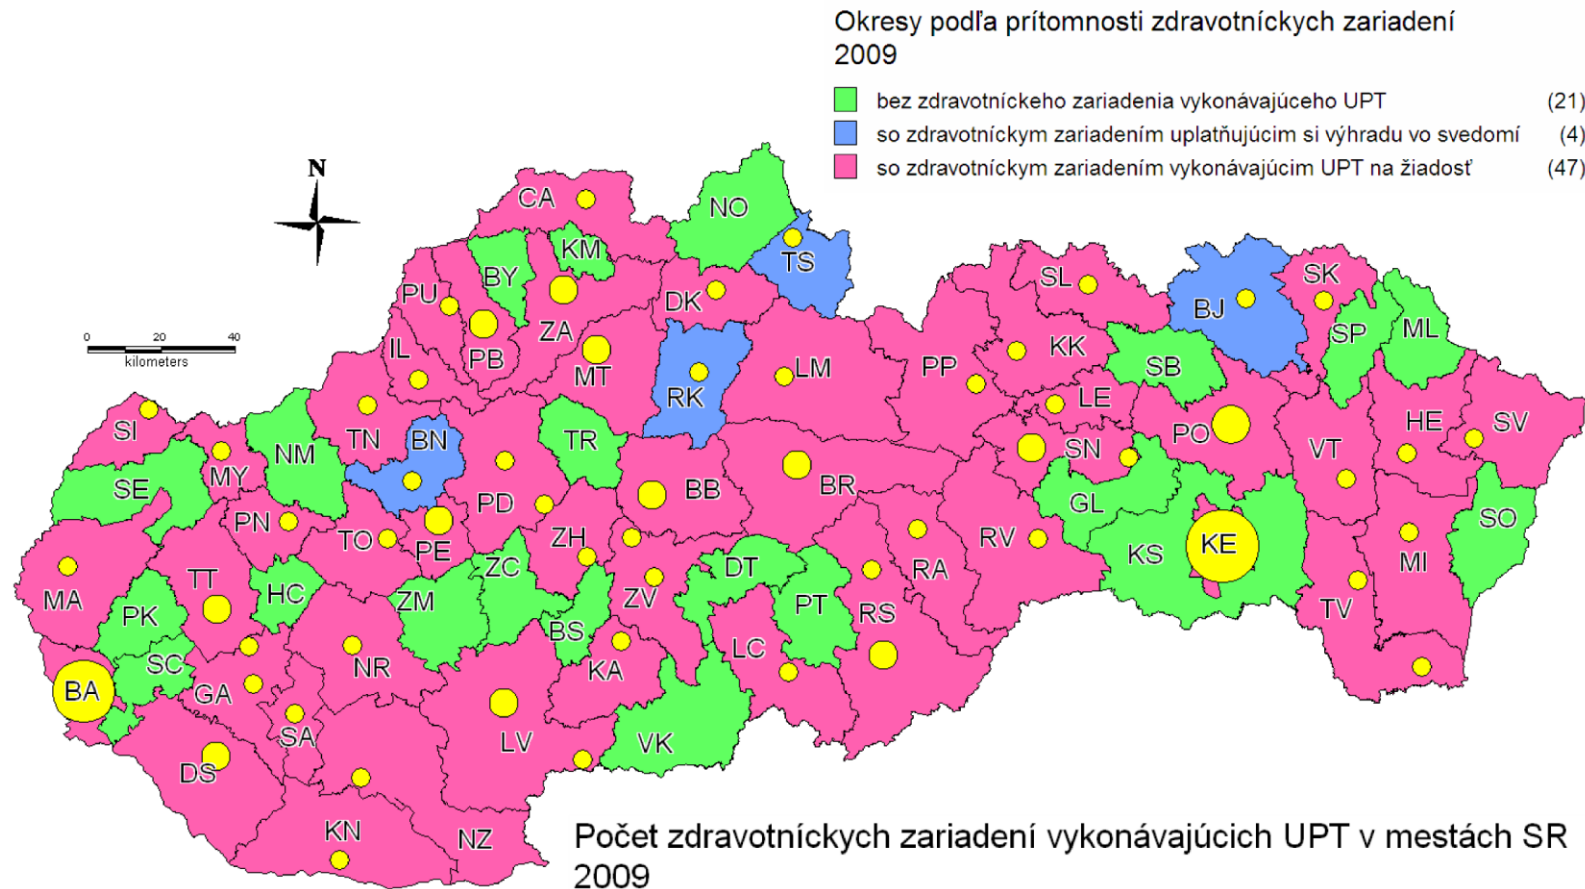 Okresy podľa prítomnosti zdravotníckych zariadení
2009
bez zdravotníckeho zariadenia vykonávajúceho UPT (21)
so zdravotníckym zariadením uplatňujúcim si výhradu vo svedomí (4)
so zdravotníckym zariadením vykonávajúcim UPT na žiadosť (47)
N
CA
NO
KM
BY
TS
SL
SK
PU
DK
BJ
SP
ML
ZA
IL
PB
MT
LM
PP
KK
SB
0 20 40
kilometers
RK
LE
SI
TN
BN
TR
SN
PO
HE
SV
MY
NM
VT
SE
PD
BB
BR
GL
PN
SO
TO
PE
ZH
RV
KS
KE
MI
ZC
DT
RA
TT
HC
ZM
ZV
MA
PK
BS
PT
RS
TV
SC
NR
KA
LC
BA
GA
SA
LV
VK
DS
KN
NZ
Počet zdravotníckych zariadení vykonávajúcich UPT v mestách SR
2009